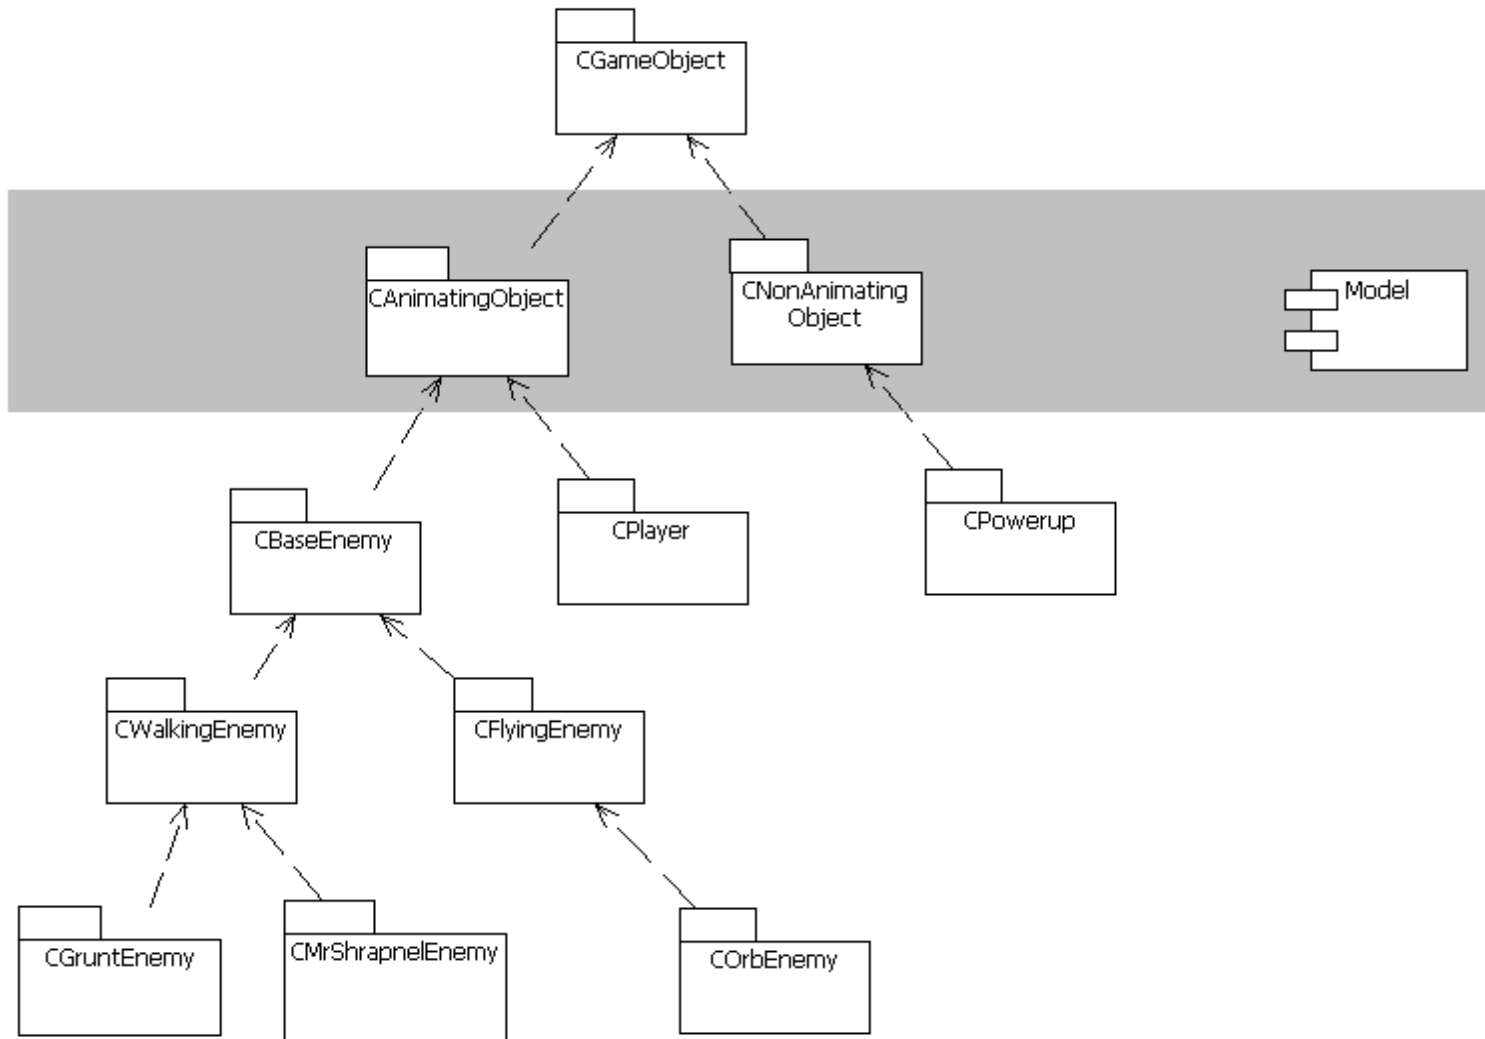 CGameObject
CAnimatingObject
CNonAnimating
Object
Model
CBaseEnemy
CPlayer
CPowerup
CWalkingEnemy
CFlyingEnemy
CGruntEnemy
CMrShrapnelEnemy
COrbEnemy